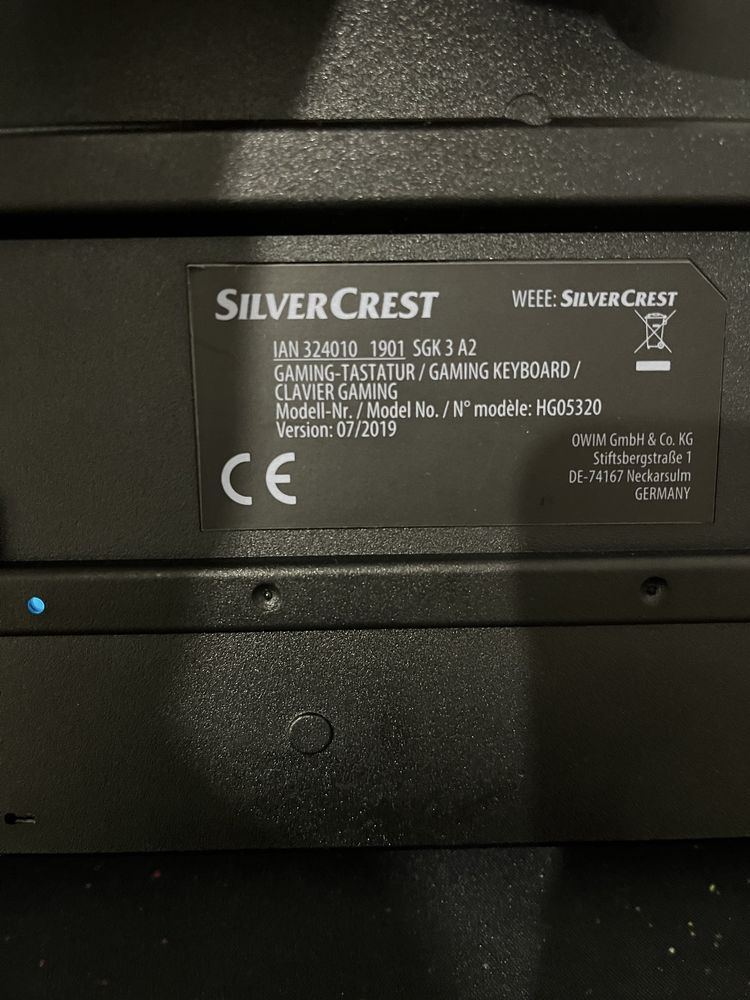 SILVERCREST
WEEE: SILVERCREST
IAN 324010 1901 SGK 3 A2
GAMING-TASTATUR / GAMING KEYBOARD /
CLAVIER GAMING
Modell-Nr. / Model No. / N° modèle: HG05320
Version: 07/2019
OWIM GmbH & Co. KG
Stiftsbergstraße 1
DE-74167 Neckarsulm
GERMANY
CE